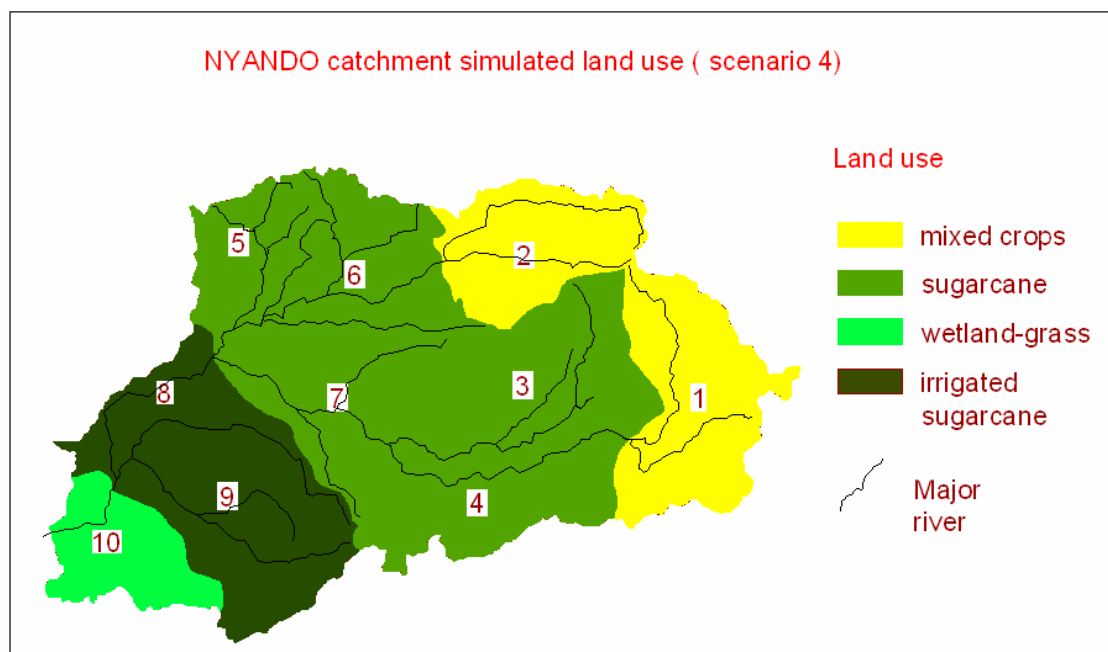 NYANDO catchment simulated land use ( scenario 4)
Land use
mixed crops
sugarcane
wetland-grass
irrigated
sugarcane
Major
river
5
6
2
8
7
3
1
9
4
10